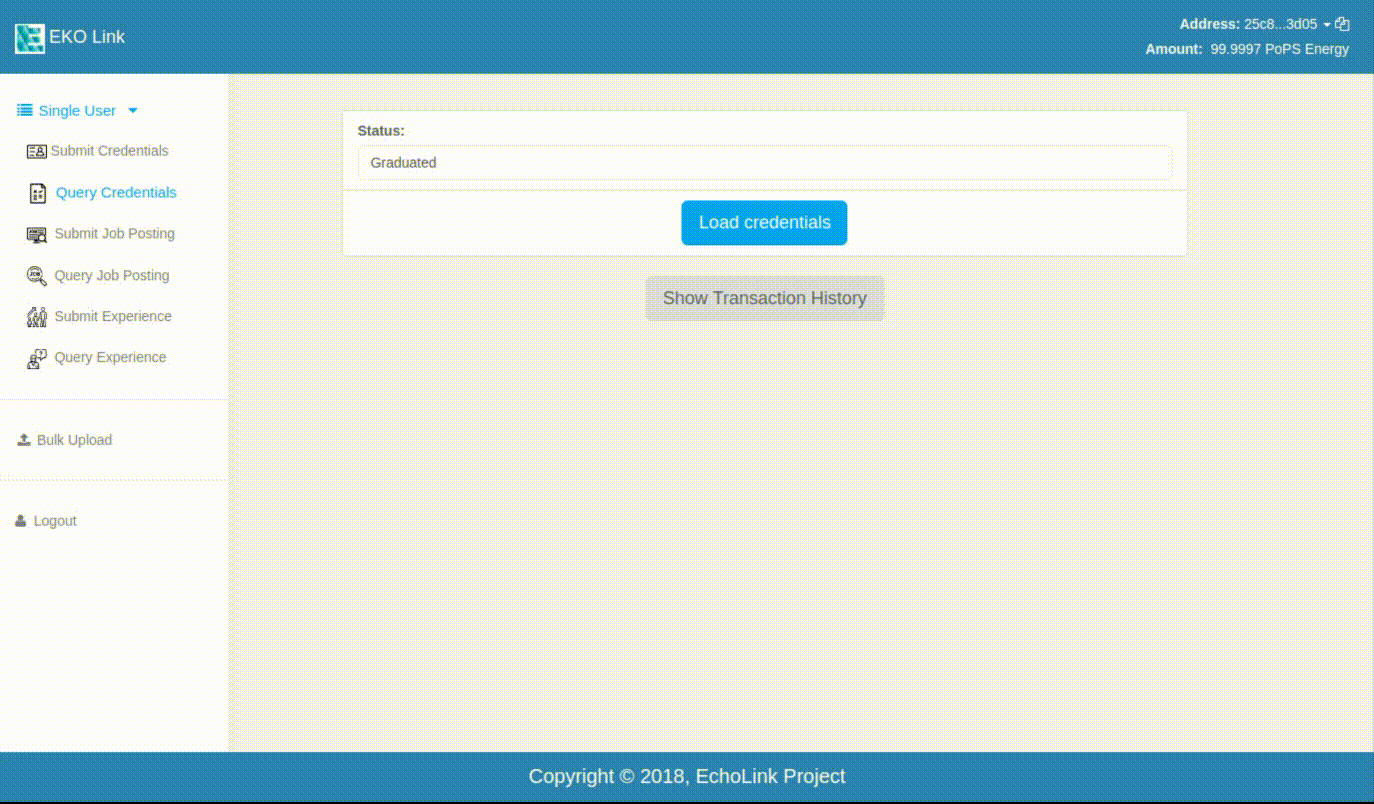 EKO Link
Address: 25c8...3d05
Amount: 99.9997 PoPS Energy
Single User
Submit Credentials
Query Credentials
Submit Job Posting
Query Job Posting
Submit Experience
Query Experience
Bulk Upload
Logout
Status:
Graduated
Load credentials
Show Transaction History
Copyright © 2018, EchoLink Project